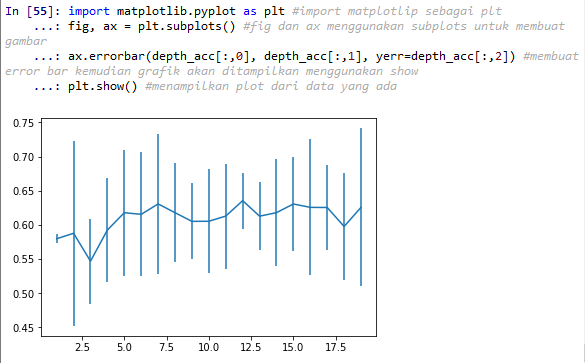 In [55]: import matplotlib.pyplot as plt #import matplotlip sebagai plt
...: fig, ax = plt.subplots() #fig dan ax menggunakan subplots untuk membuat
gambar
...: ax.errorbar(depth_acc[:,0], depth_acc[:,1], yerr=depth_acc[:,2]) #membuat
error bar kemudian grafik akan ditampilkan menggunakan show
...: plt.show() #menampilkan plot dari data yang ada
0.75
0.70
0.65
0.60
0.55
0.50
0.45
2.5 5.0 7.5 10.0 12.5 15.0 17.5